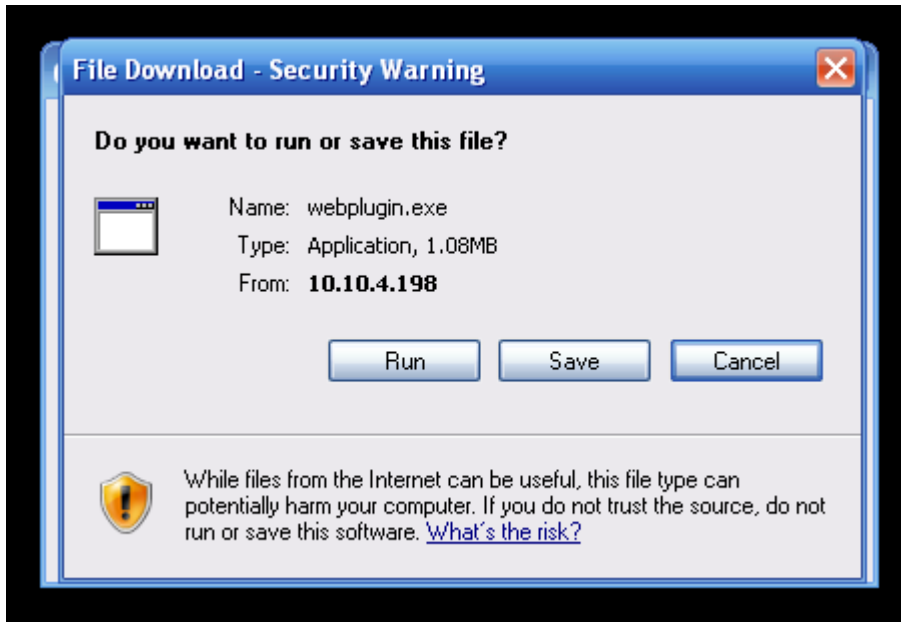 File Download - Security Warning
Do you want to run or save this file?
Name: webplugin.exe
Type: Application, 1.08MB
From: 10.10.4.198
Run Save Cancel
While files from the Internet can be useful, this file type can
potentially harm your computer. If you do not trust the source, do not
run or save this software. What's the risk?